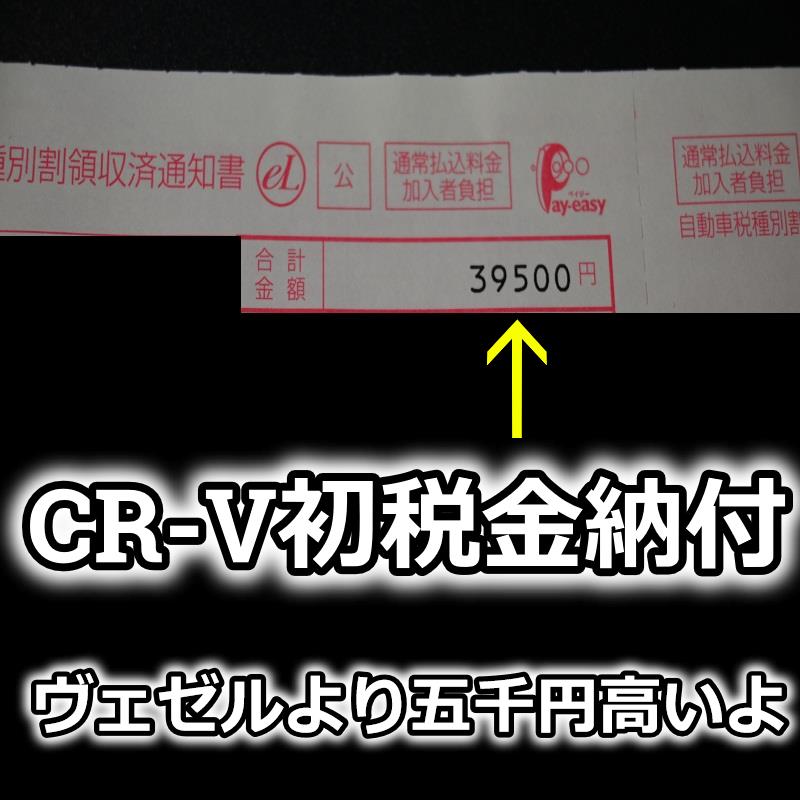 種別割領収済通知書 eL 公 通常払込料金 加入者負担 ペイジー Pay-easy
通常払込料金 加入者負担
自動車税種別割
合計金額 39500円
CR-V初税金納付
ヴェゼルより五千円高いよ